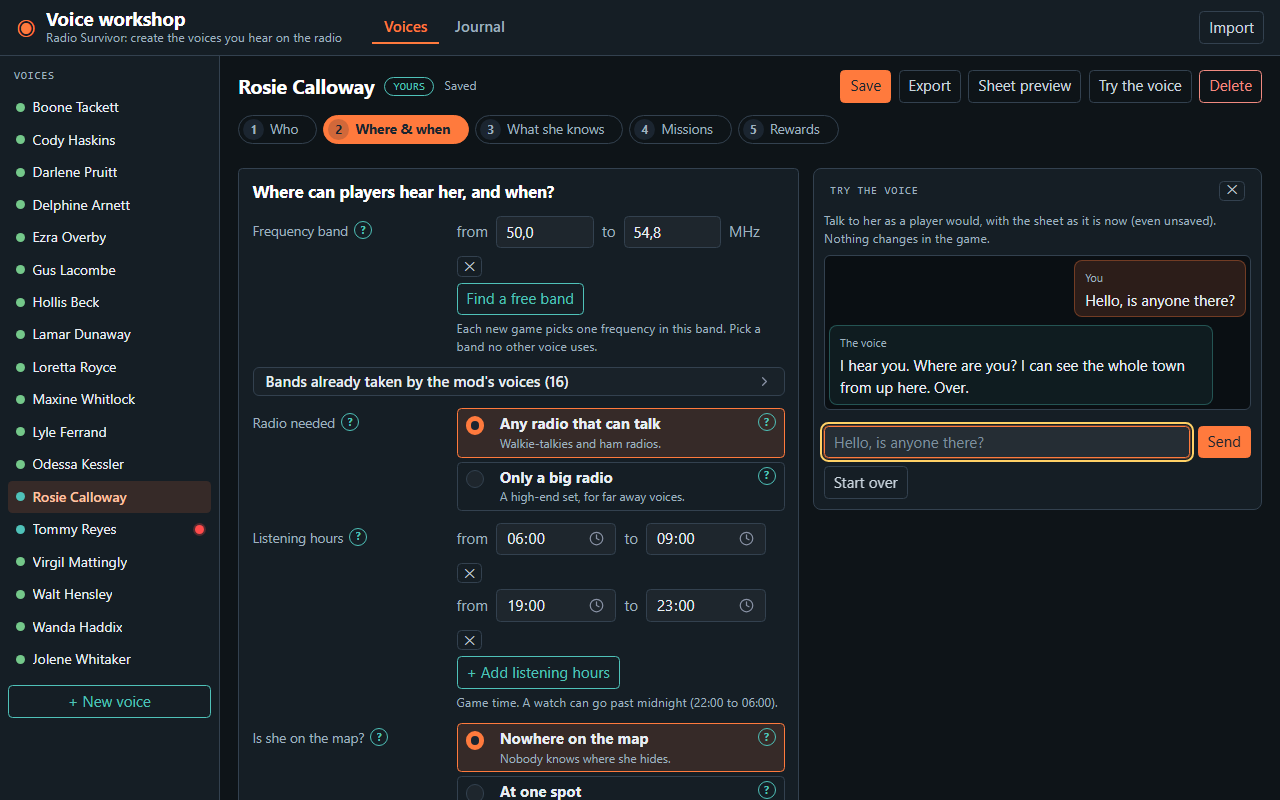 Voice workshop
Radio Survivor: create the voices you hear on the radio
Voices
Journal
Import
VOICES
Boone Tackett
Cody Haskins
Darlene Pruitt
Delphine Arnett
Ezra Overby
Gus Lacombe
Hollis Beck
Lamar Dunaway
Loretta Royce
Maxine Whitlock
Lyle Ferrand
Odessa Kessler
Rosie Calloway
Tommy Reyes
Virgil Mattingly
Walt Hensley
Wanda Haddix
Jolene Whitaker
+ New voice
Rosie Calloway YOURS Saved
Save Export Sheet preview Try the voice Delete
1 Who 2 Where & when 3 What she knows 4 Missions 5 Rewards
Where can players hear her, and when?
Frequency band ? from 50,0 to 54,8 MHz
Find a free band
Each new game picks one frequency in this band. Pick a
band no other voice uses.
Bands already taken by the mod's voices (16)
Radio needed ?
Any radio that can talk ?
Walkie-talkies and ham radios.
Only a big radio ?
A high-end set, for far away voices.
Listening hours ? from 06:00 to 09:00
from 19:00 to 23:00
+ Add listening hours
Game time. A watch can go past midnight (22:00 to 06:00).
Is she on the map? ?
Nowhere on the map ?
Nobody knows where she hides.
At one spot ?
TRY THE VOICE
Talk to her as a player would, with the sheet as it is now (even unsaved).
Nothing changes in the game.
You
Hello, is anyone there?
The voice
I hear you. Where are you? I can see the whole town
from up here. Over.
Hello, is anyone there?
Send
Start over